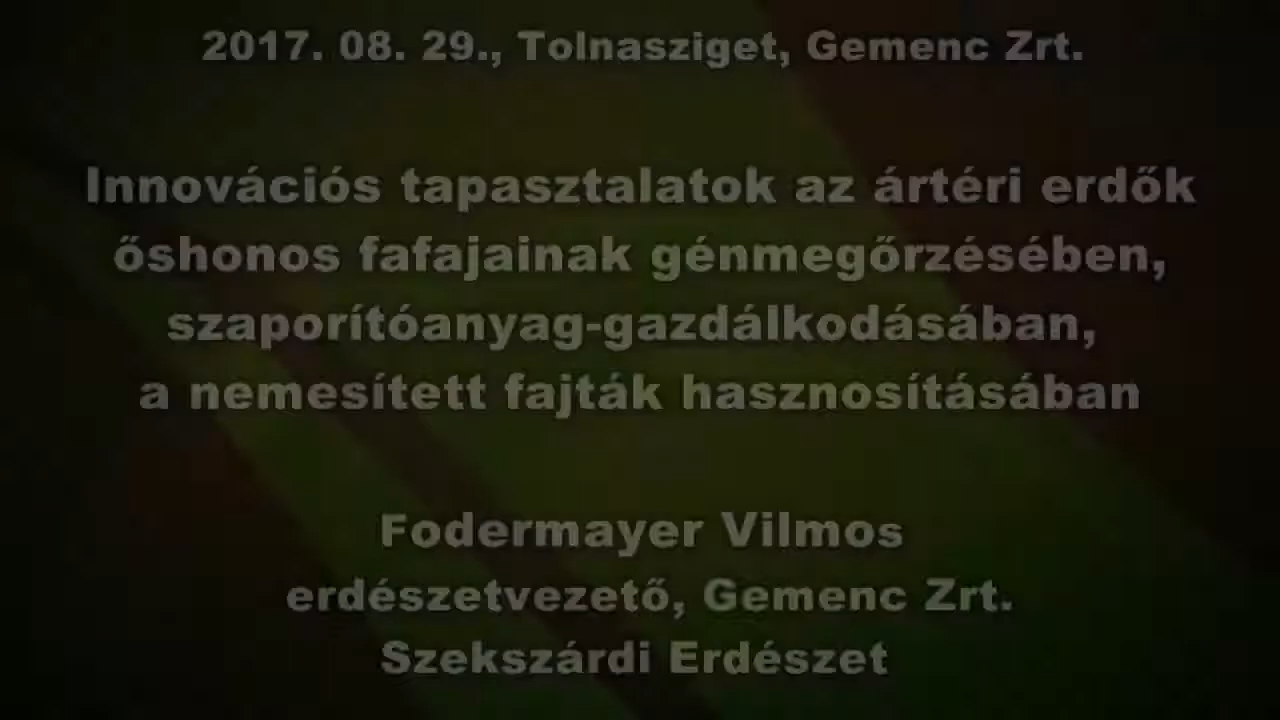 2017. 08. 29., Tolnasziget, Gemenc Zrt.
Innovációs tapasztalatok az ártéri erdők
őshonos fafajainak génmegőrzésében,
szaporítóanyag-gazdálkodásában,
a nemesített fajták hasznosításában
Fodermayer Vilmos
erdészetvezető, Gemenc Zrt.
Szekszárdi Erdészet